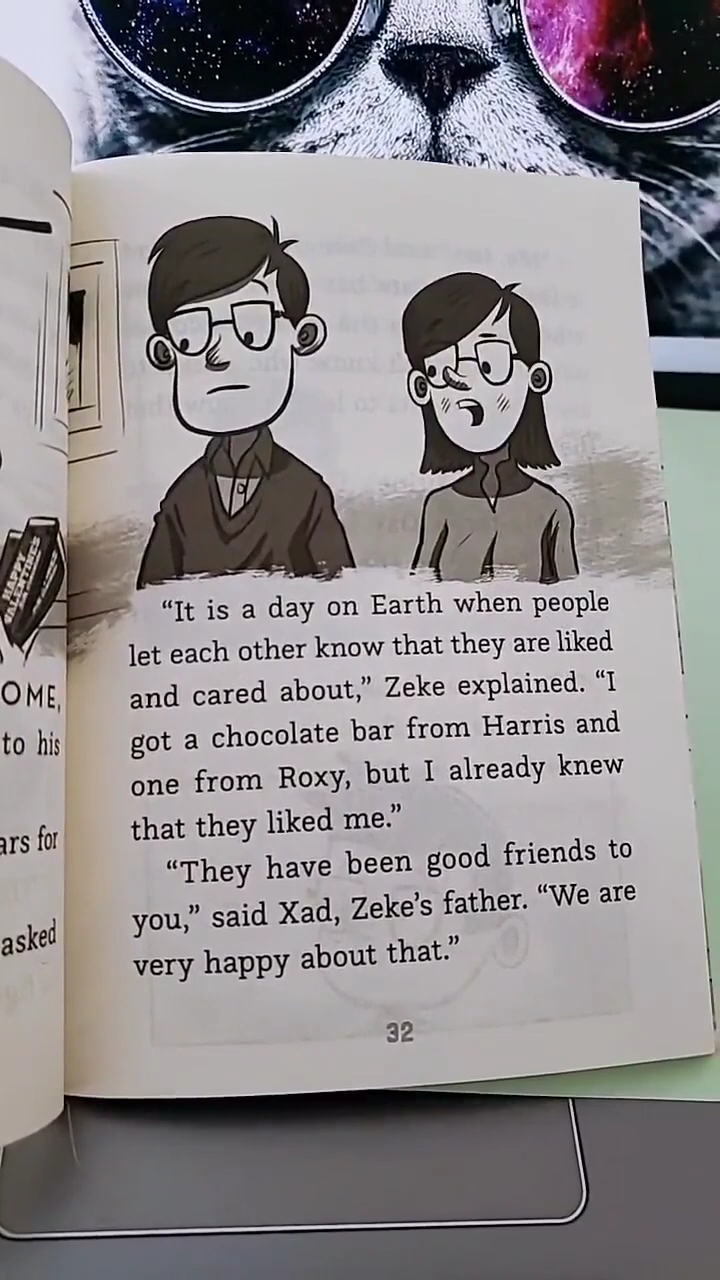 HAPPY
VALENTINE'S
OME,
to his
ars for
asked
“It is a day on Earth when people
let each other know that they are liked
and cared about,” Zeke explained. “I
got a chocolate bar from Harris and
one from Roxy, but I already knew
that they liked me.”
“They have been good friends to
you,” said Xad, Zeke’s father. “We are
very happy about that.”
32